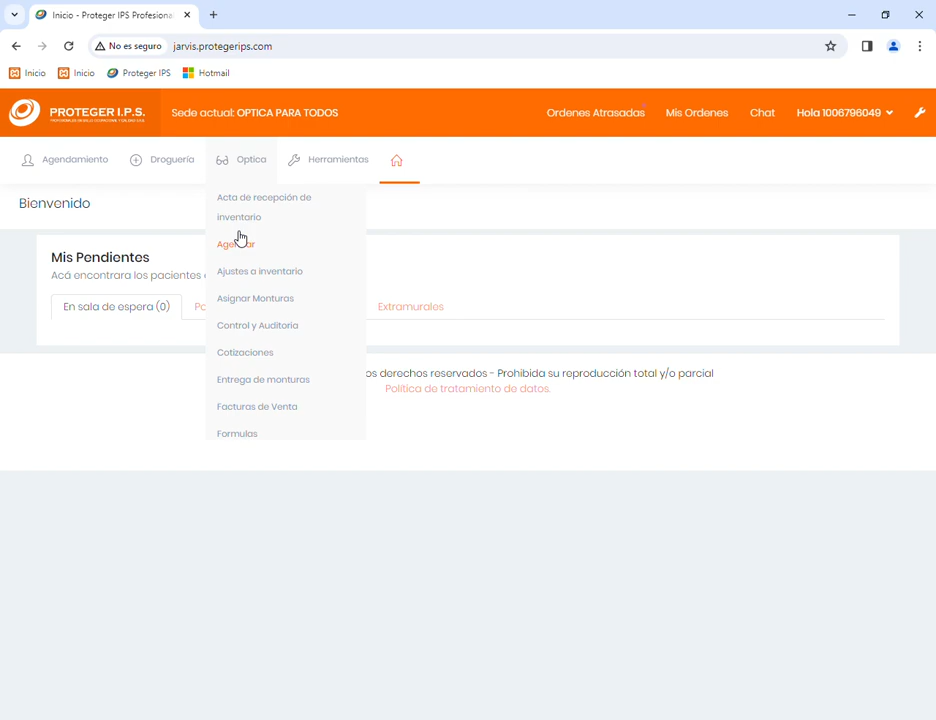 Inicio - Proteger IPS Profesiona
No es seguro
jarvis.protegerips.com
Inicio
Inicio
Proteger IPS
Hotmail
PROTEGER I.P.S.
Sede actual: OPTICA PARA TODOS
Ordenes Atrasadas
Mis Ordenes
Chat
Hola 1006796049
Agendamiento
Droguería
Optica
Herramientas
Acta de recepción de
inventario
Bienvenido
Mis Pendientes
Acá encontrara los pacientes
Ajustes a inventario
Asignar Monturas
En sala de espera (0)
Extramurales
Control y Auditoria
Cotizaciones
Entrega de monturas
os derechos reservados - Prohibida su reproducción total y/o parcial
Política de tratamiento de datos.
Facturas de Venta
Formulas